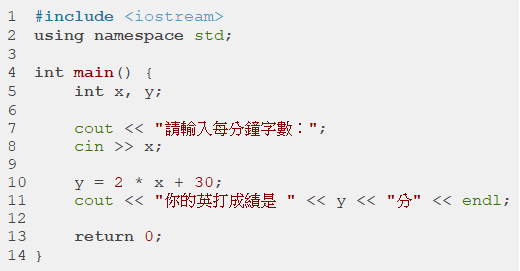 1 #include <iostream>
2 using namespace std;
3
4 int main() {
5     int x, y;
6
7     cout << "請輸入每分鐘字數：";
8     cin >> x;
9
10     y = 2 * x + 30;
11     cout << "你的英打成績是 " << y << "分" << endl;
12
13     return 0;
14 }